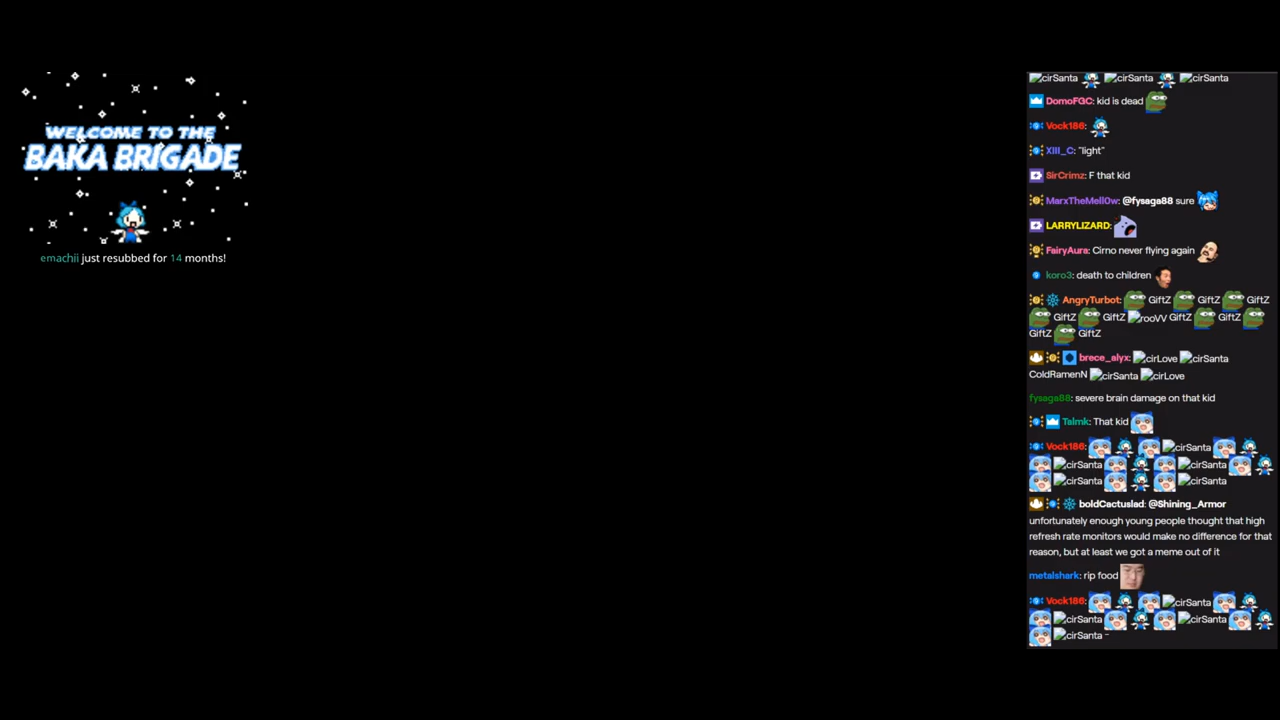 WELCOME TO THE
BAKA BRIGADE
emachii just resubbed for 14 months!
cirSanta cirSanta cirSanta
DomoFGC: kid is dead
Vock186:
XIII_C: "light"
SirCrimz: F that kid
MarxTheMell0w: @fysaga88 sure
LARRYLIZARD:
FairyAura: Cirno never flying again
koro3: death to children
AngryTurbot: GiftZ GiftZ GiftZ
GiftZ GiftZ rooVV GiftZ GiftZ
GiftZ GiftZ
brece_alyx: cirLove cirSanta
ColdRamenN cirSanta cirLove
fysaga88: severe brain damage on that kid
Talmk: That kid
Vock186: cirSanta
cirSanta cirSanta
cirSanta cirSanta
boldCactuslad: @Shining_Armor
unfortunately enough young people thought that high
refresh rate monitors would make no difference for that
reason, but at least we got a meme out of it
metalshark: rip food
Vock186: cirSanta
cirSanta cirSanta
cirSanta -